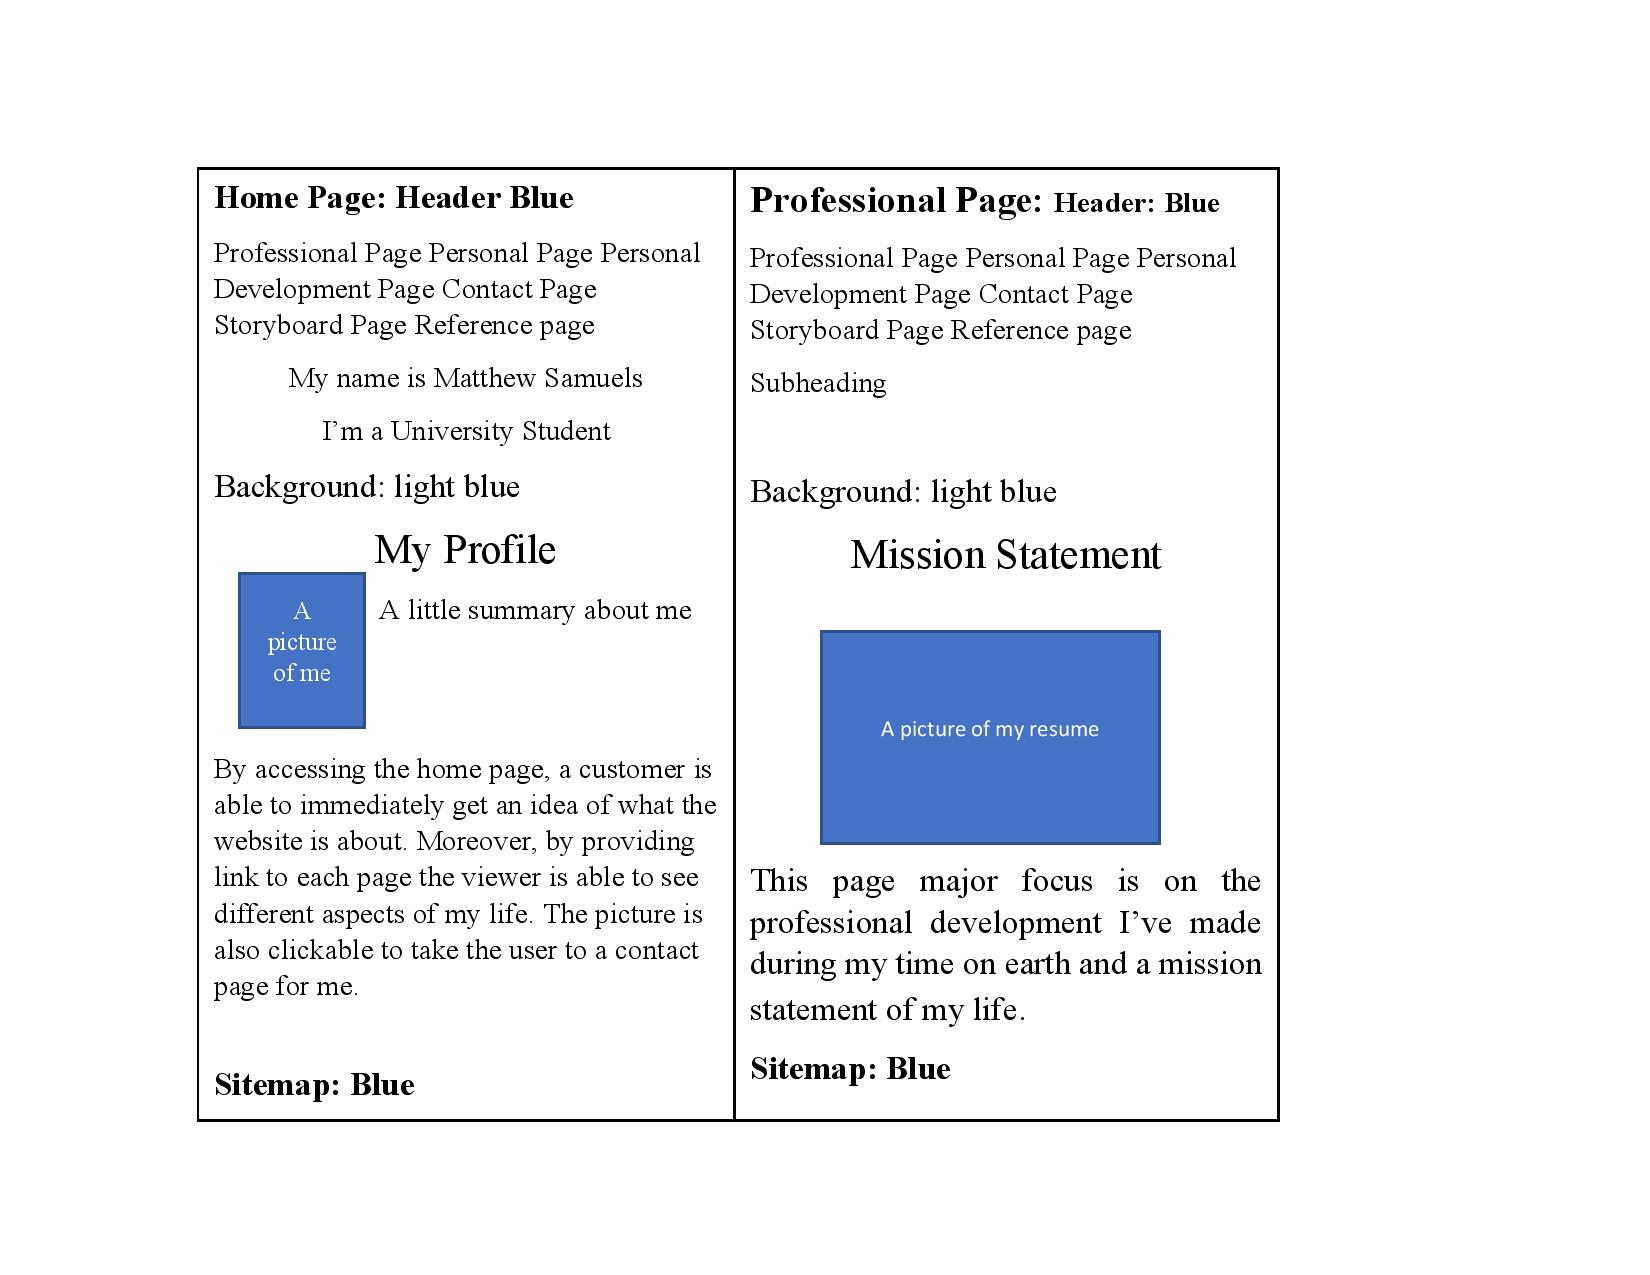 Home Page: Header Blue
Professional Page Personal Page Personal
Development Page Contact Page
Storyboard Page Reference page
My name is Matthew Samuels
I’m a University Student
Background: light blue
My Profile
A
picture
of me
A little summary about me
By accessing the home page, a customer is
able to immediately get an idea of what the
website is about. Moreover, by providing
link to each page the viewer is able to see
different aspects of my life. The picture is
also clickable to take the user to a contact
page for me.
Sitemap: Blue
Professional Page: Header: Blue
Professional Page Personal Page Personal
Development Page Contact Page
Storyboard Page Reference page
Subheading
Background: light blue
Mission Statement
A picture of my resume
This page major focus is on the
professional development I’ve made
during my time on earth and a mission
statement of my life.
Sitemap: Blue